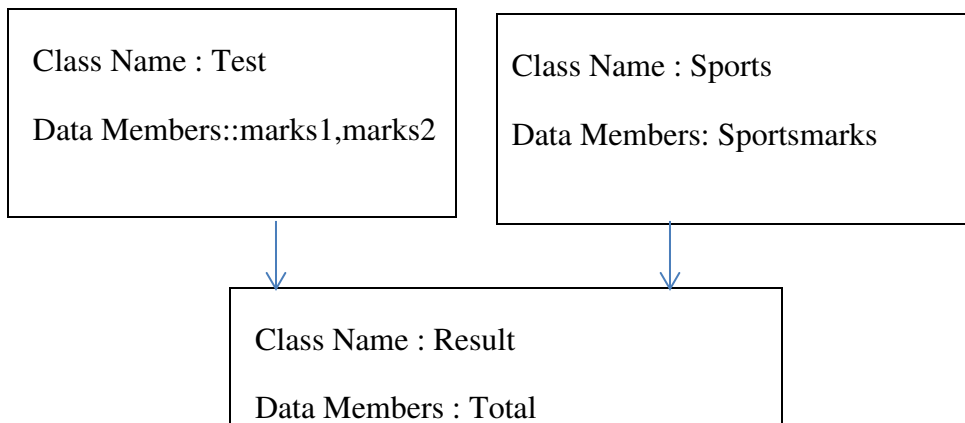 Class Name : Test
Data Members::marks1,marks2
Class Name : Sports
Data Members: Sportsmarks
Class Name : Result
Data Members : Total